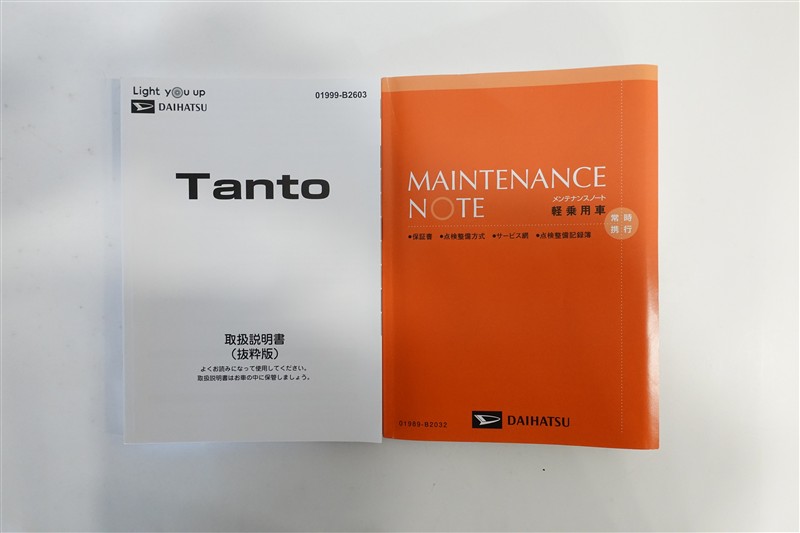 Light you up
DAIHATSU
01999-B2603
Tanto
取扱説明書
（抜粋版）
よくお読みになって使用してください。
取扱説明書はお車の中に保管しましょう。
MAINTENANCE
NOTE
メンテナンスノート
軽乗用車
常時
携行
●保証書 ●点検整備方式 ●サービス網 ●点検整備記録簿
01989-B2032
DAIHATSU